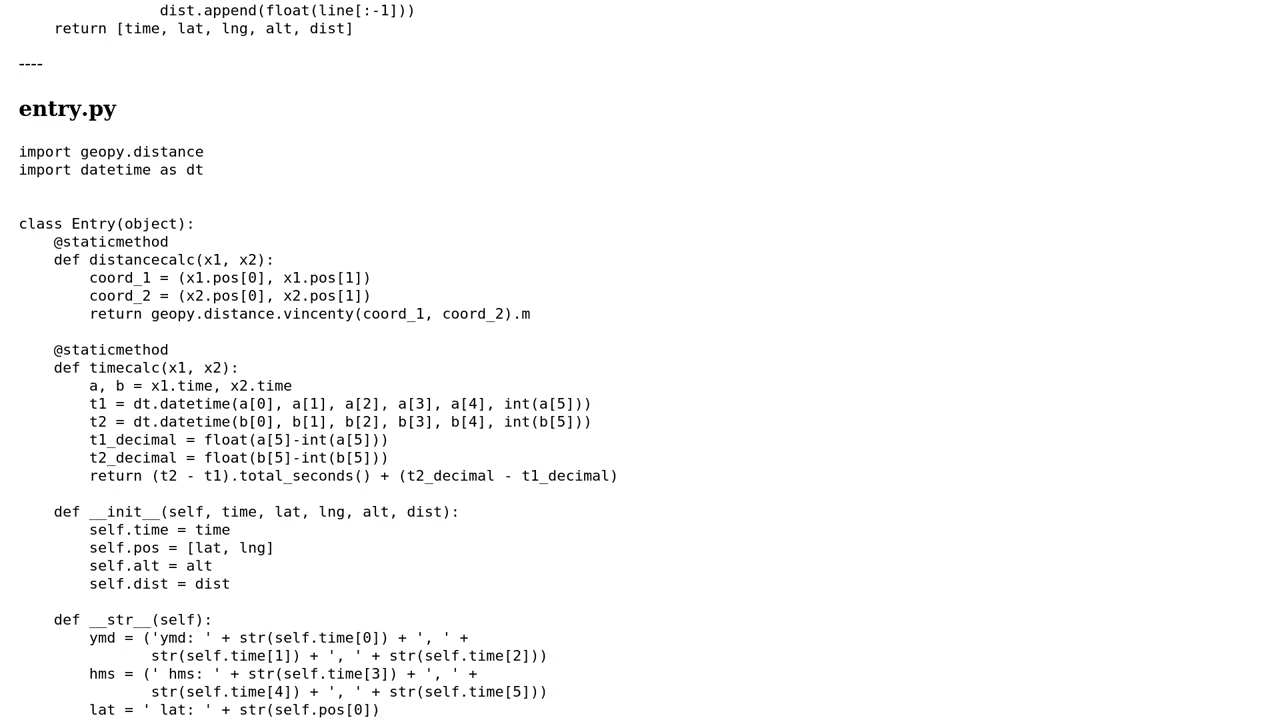 dist.append(float(line[:-1]))
    return [time, lat, lng, alt, dist]
----
entry.py
import geopy.distance
import datetime as dt
class Entry(object):
    @staticmethod
    def distancecalc(x1, x2):
        coord_1 = (x1.pos[0], x1.pos[1])
        coord_2 = (x2.pos[0], x2.pos[1])
        return geopy.distance.vincenty(coord_1, coord_2).m
    @staticmethod
    def timecalc(x1, x2):
        a, b = x1.time, x2.time
        t1 = dt.datetime(a[0], a[1], a[2], a[3], a[4], int(a[5]))
        t2 = dt.datetime(b[0], b[1], b[2], b[3], b[4], int(b[5]))
        t1_decimal = float(a[5]-int(a[5]))
        t2_decimal = float(b[5]-int(b[5]))
        return (t2 - t1).total_seconds() + (t2_decimal - t1_decimal)
    def __init__(self, time, lat, lng, alt, dist):
        self.time = time
        self.pos = [lat, lng]
        self.alt = alt
        self.dist = dist
    def __str__(self):
        ymd = ('ymd: ' + str(self.time[0]) + ', ' +
               str(self.time[1]) + ', ' + str(self.time[2]))
        hms = (' hms: ' + str(self.time[3]) + ', ' +
               str(self.time[4]) + ', ' + str(self.time[5]))
        lat = ' lat: ' + str(self.pos[0])